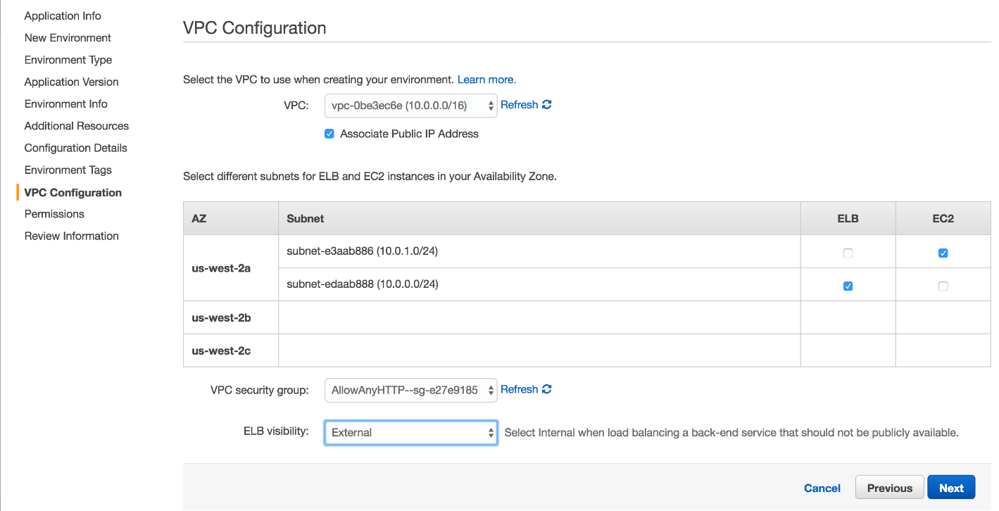 Application Info
New Environment
Environment Type
Application Version
Environment Info
Additional Resources
Configuration Details
Environment Tags
VPC Configuration
Permissions
Review Information
VPC Configuration
Select the VPC to use when creating your environment. Learn more.
VPC: vpc-0be3ec6e (10.0.0.0/16) Refresh
Associate Public IP Address
Select different subnets for ELB and EC2 instances in your Availability Zone.
AZ Subnet ELB EC2
us-west-2a
subnet-e3aab886 (10.0.1.0/24)
subnet-edaab888 (10.0.0.0/24)
us-west-2b
us-west-2c
VPC security group: AllowAnyHTTP--sg-e27e9185 Refresh
ELB visibility: External Select Internal when load balancing a back-end service that should not be publicly available.
Cancel Previous Next